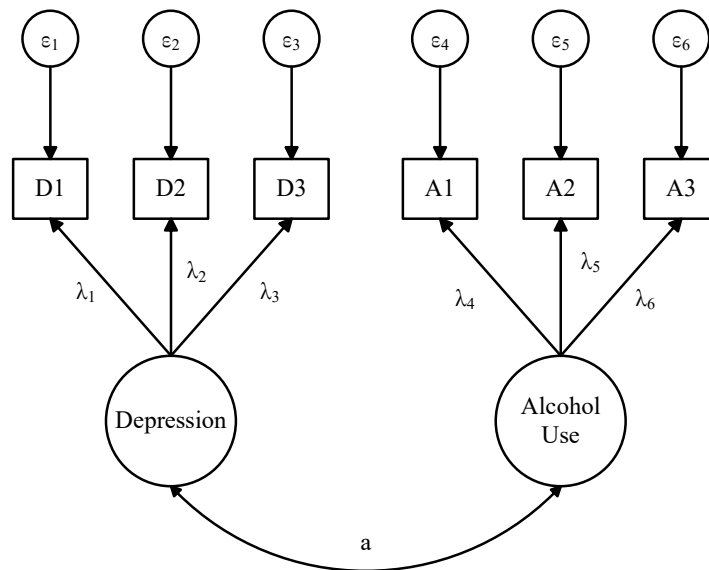 ε₁ ε₂ ε₃ ε₄ ε₅ ε₆
D1 D2 D3 A1 A2 A3
λ₁ λ₂ λ₃ λ₄ λ₅ λ₆
Depression
Alcohol
Use
a